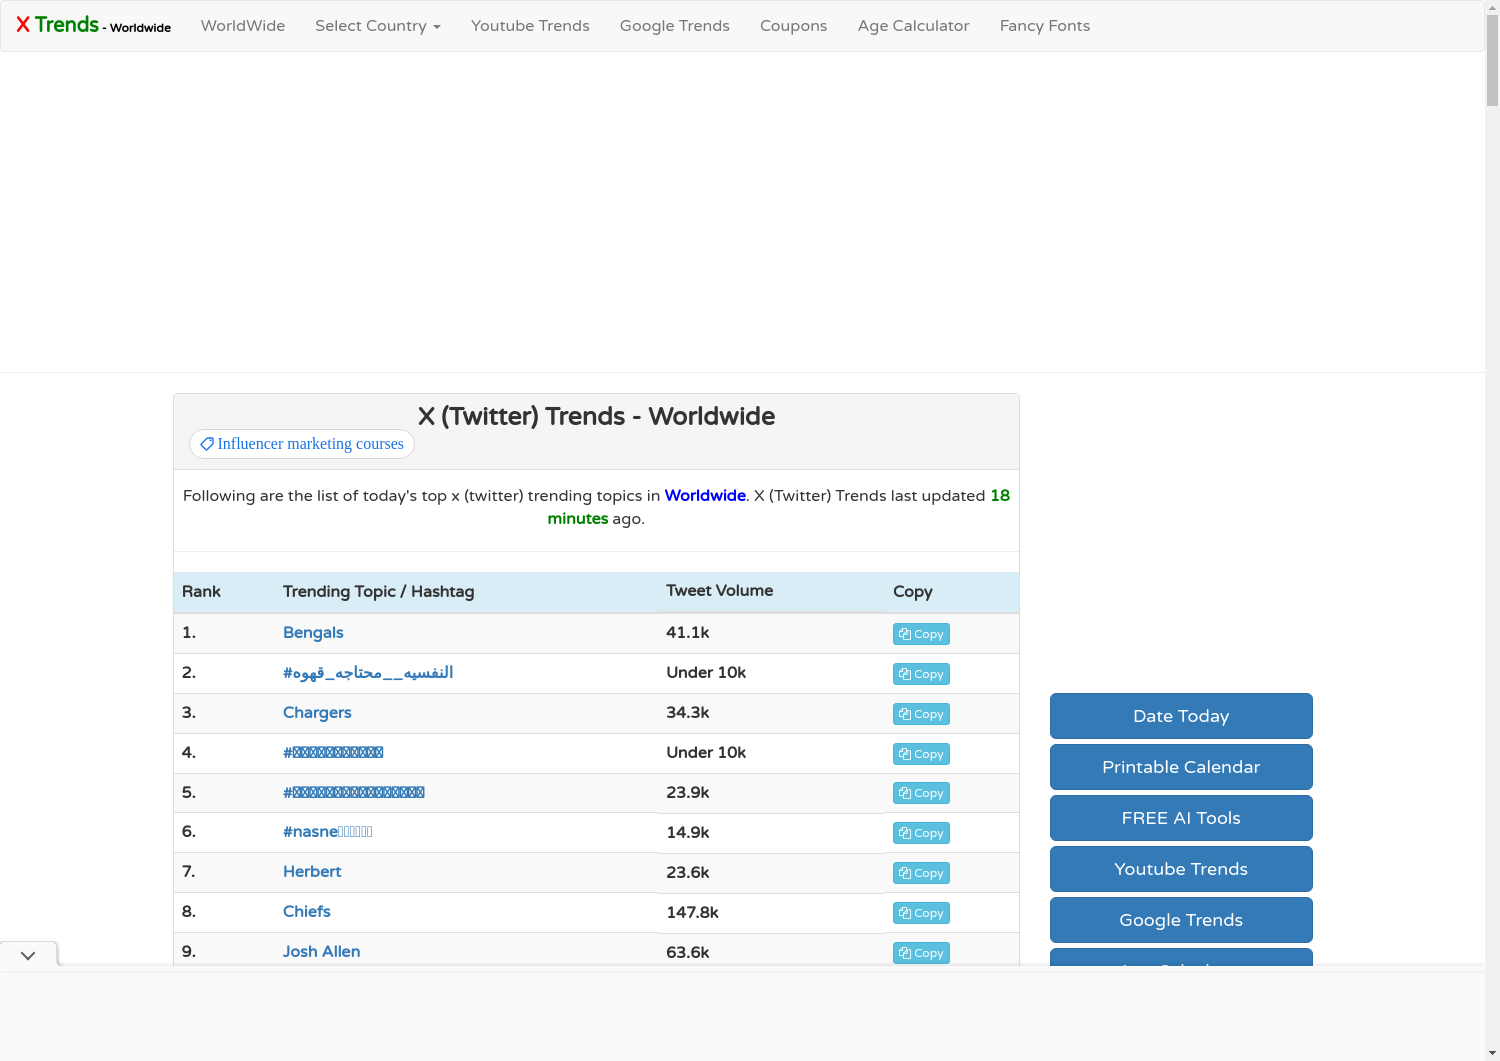 X Trends - Worldwide
WorldWide
Select Country
Youtube Trends
Google Trends
Coupons
Age Calculator
Fancy Fonts
X (Twitter) Trends - Worldwide
Influencer marketing courses
Following are the list of today's top x (twitter) trending topics in Worldwide. X (Twitter) Trends last updated 18
minutes ago.
Rank Trending Topic / Hashtag Tweet Volume Copy
1. Bengals 41.1k Copy
2. #النفسيه__محتاجه_قهوه Under 10k Copy
3. Chargers 34.3k Copy
4. # Under 10k Copy
5. # 23.9k Copy
6. #nasne 14.9k Copy
7. Herbert 23.6k Copy
8. Chiefs 147.8k Copy
9. Josh Allen 63.6k Copy
Date Today
Printable Calendar
FREE AI Tools
Youtube Trends
Google Trends